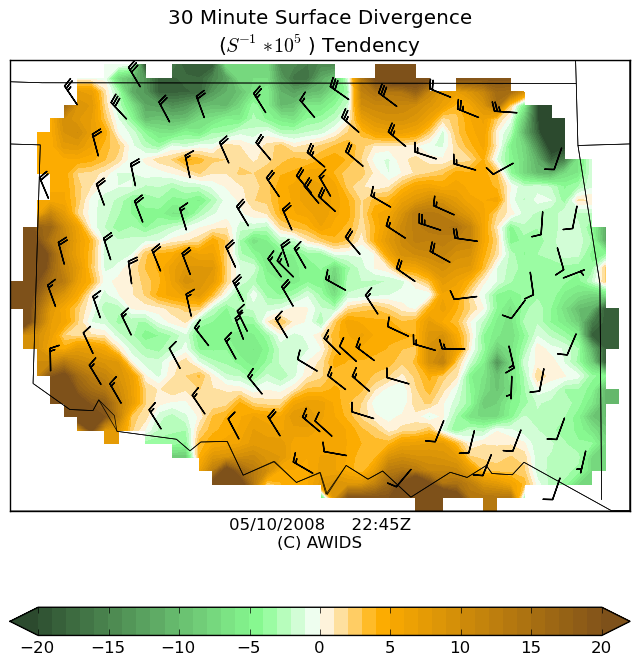 30 Minute Surface Divergence
(S⁻¹ *10⁵ ) Tendency
05/10/2008 22:45Z
(C) AWIDS
−20 −15 −10 −5 0 5 10 15 20